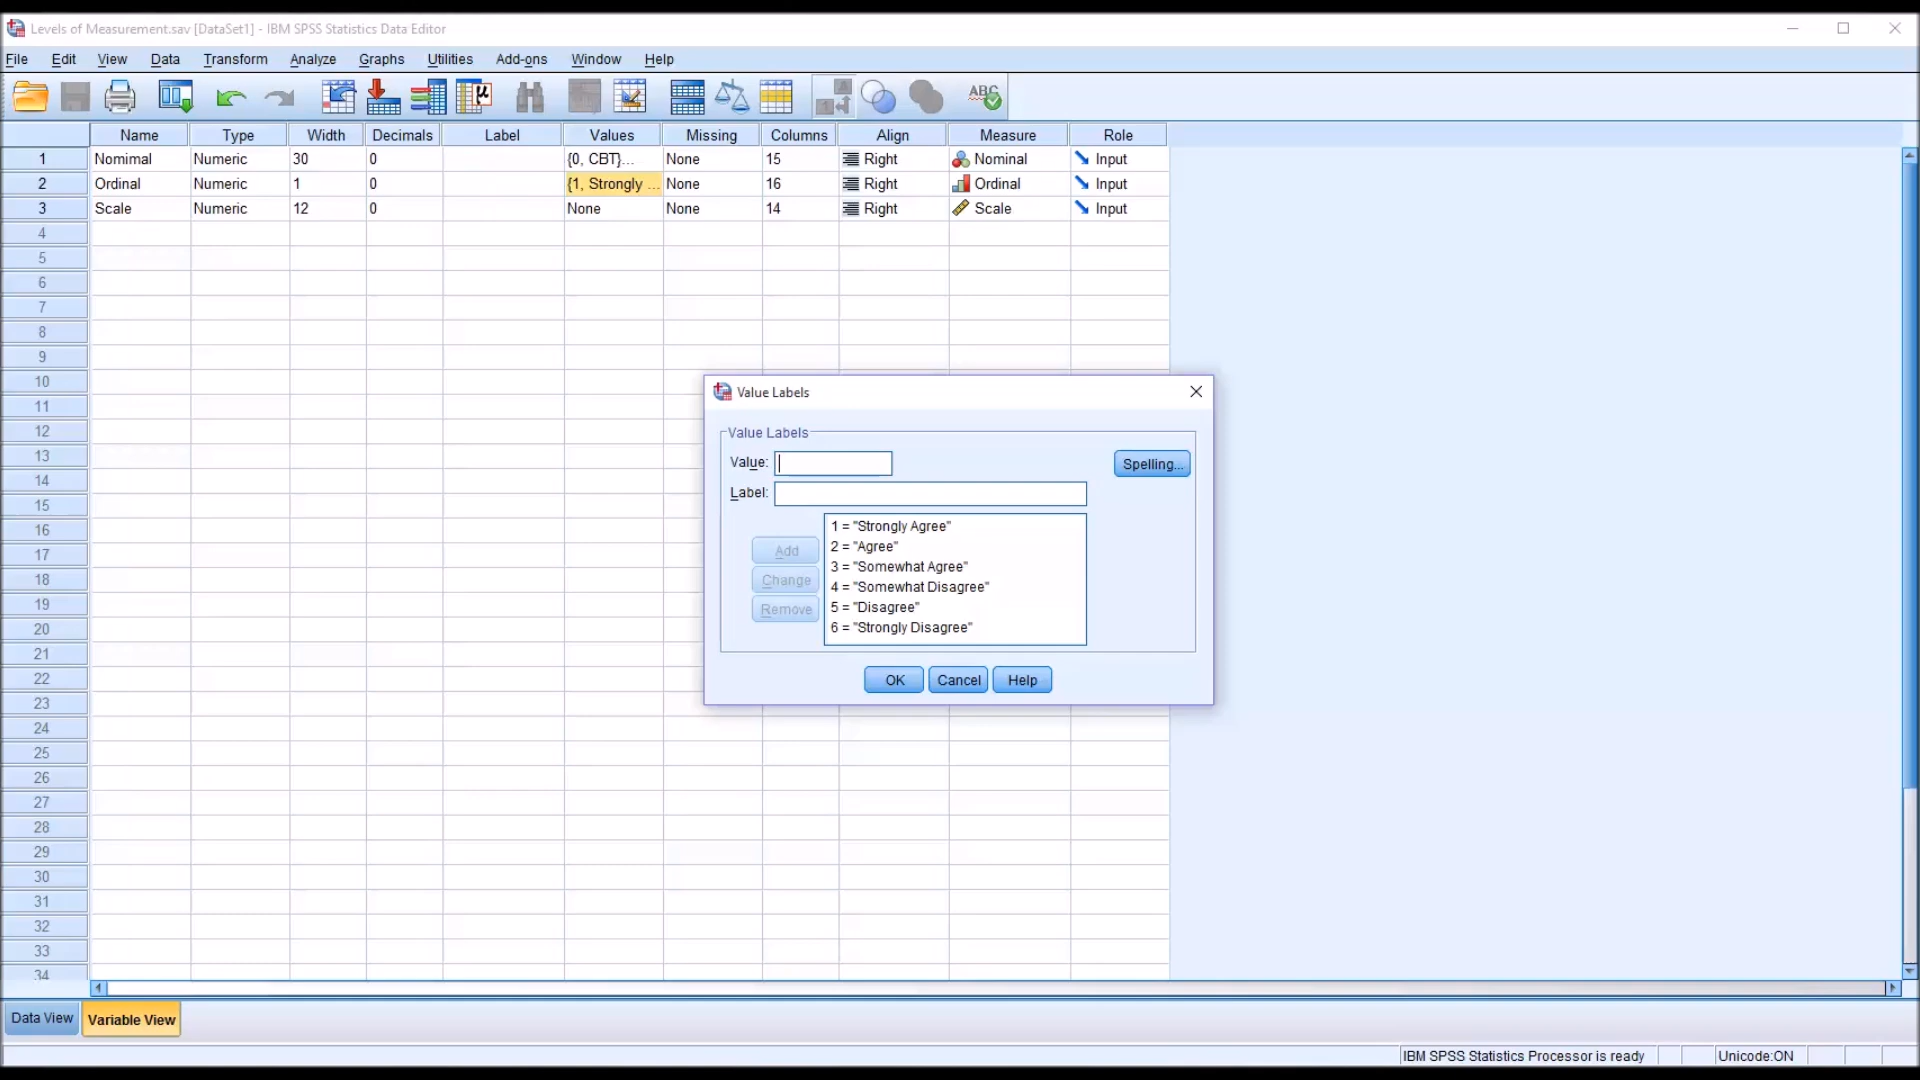 Levels of Measurement.sav [DataSet1] - IBM SPSS Statistics Data Editor
File Edit View Data Transform Analyze Graphs Utilities Add-ons Window Help
Name Type Width Decimals Label Values Missing Columns Align Measure Role
1 Nomimal Numeric 30 0 {0, CBT}... None 15 Right Nominal Input
2 Ordinal Numeric 1 0 {1, Strongly ... None 16 Right Ordinal Input
3 Scale Numeric 12 0 None None 14 Right Scale Input
4
5
6
7
8
9
10
11
12
13
14
15
16
17
18
19
20
21
22
23
24
25
26
27
28
29
30
31
32
33
34
Value Labels
Value Labels
Value:
Spelling...
Label:
1 = "Strongly Agree"
2 = "Agree"
3 = "Somewhat Agree"
4 = "Somewhat Disagree"
5 = "Disagree"
6 = "Strongly Disagree"
Add
Change
Remove
OK Cancel Help
Data View Variable View
IBM SPSS Statistics Processor is ready Unicode:ON